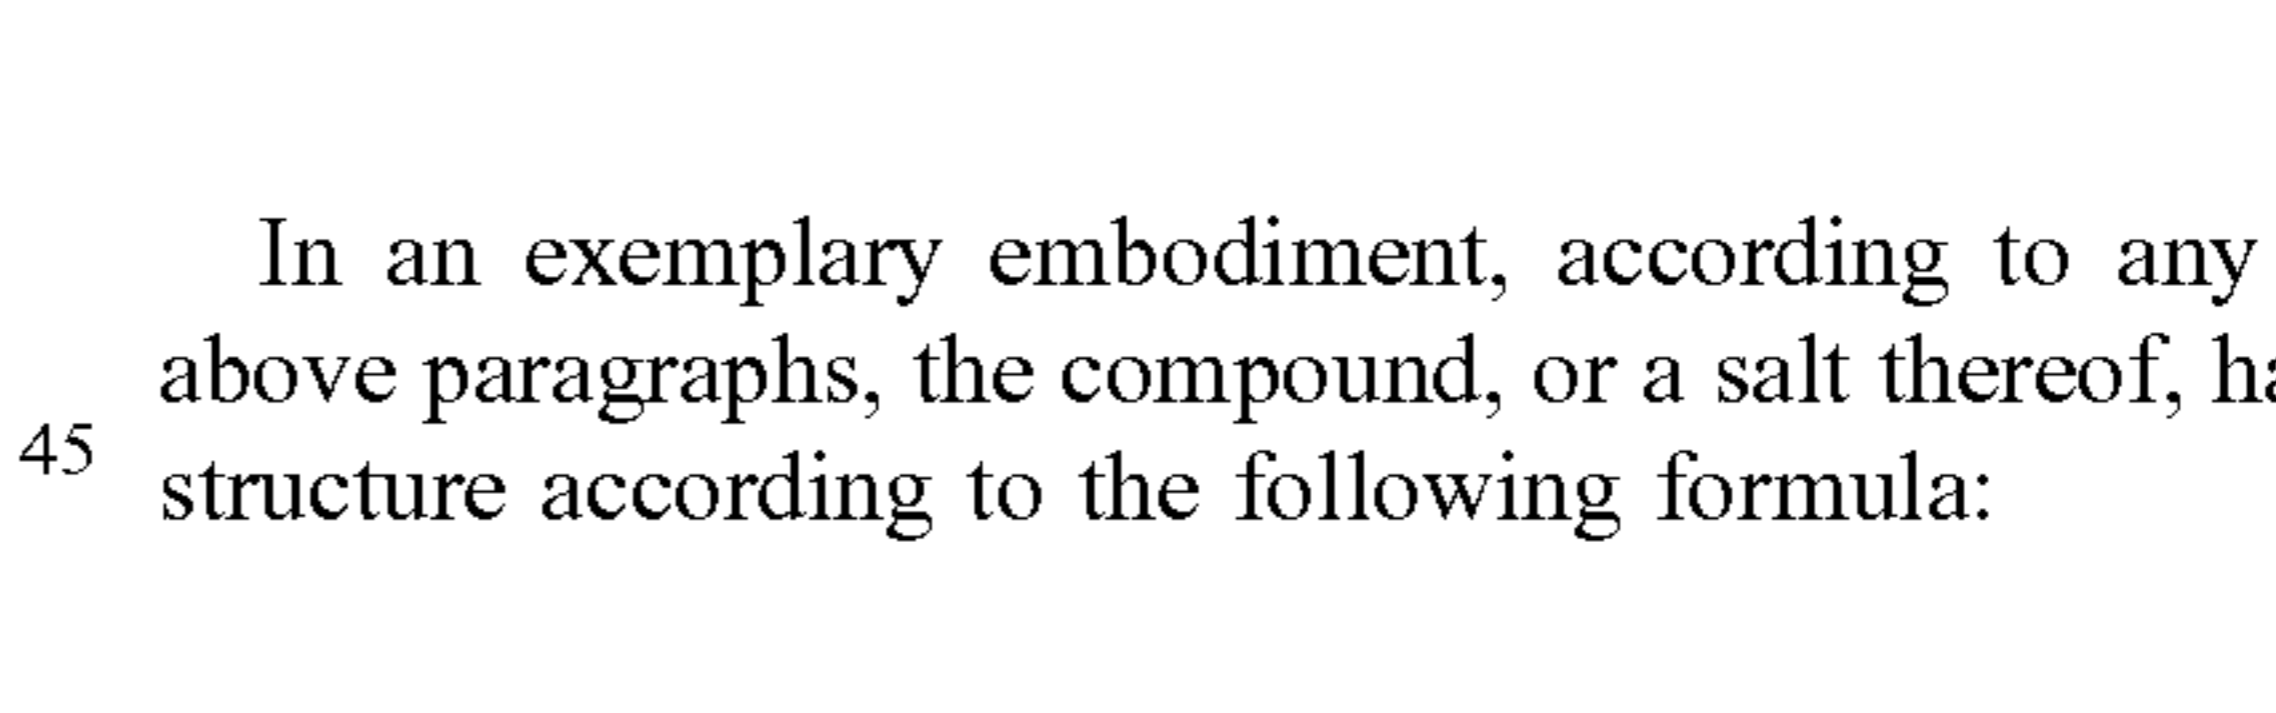 In an exemplary embodiment, according to any
above paragraphs, the compound, or a salt thereof,
45
structure according to the following formula: